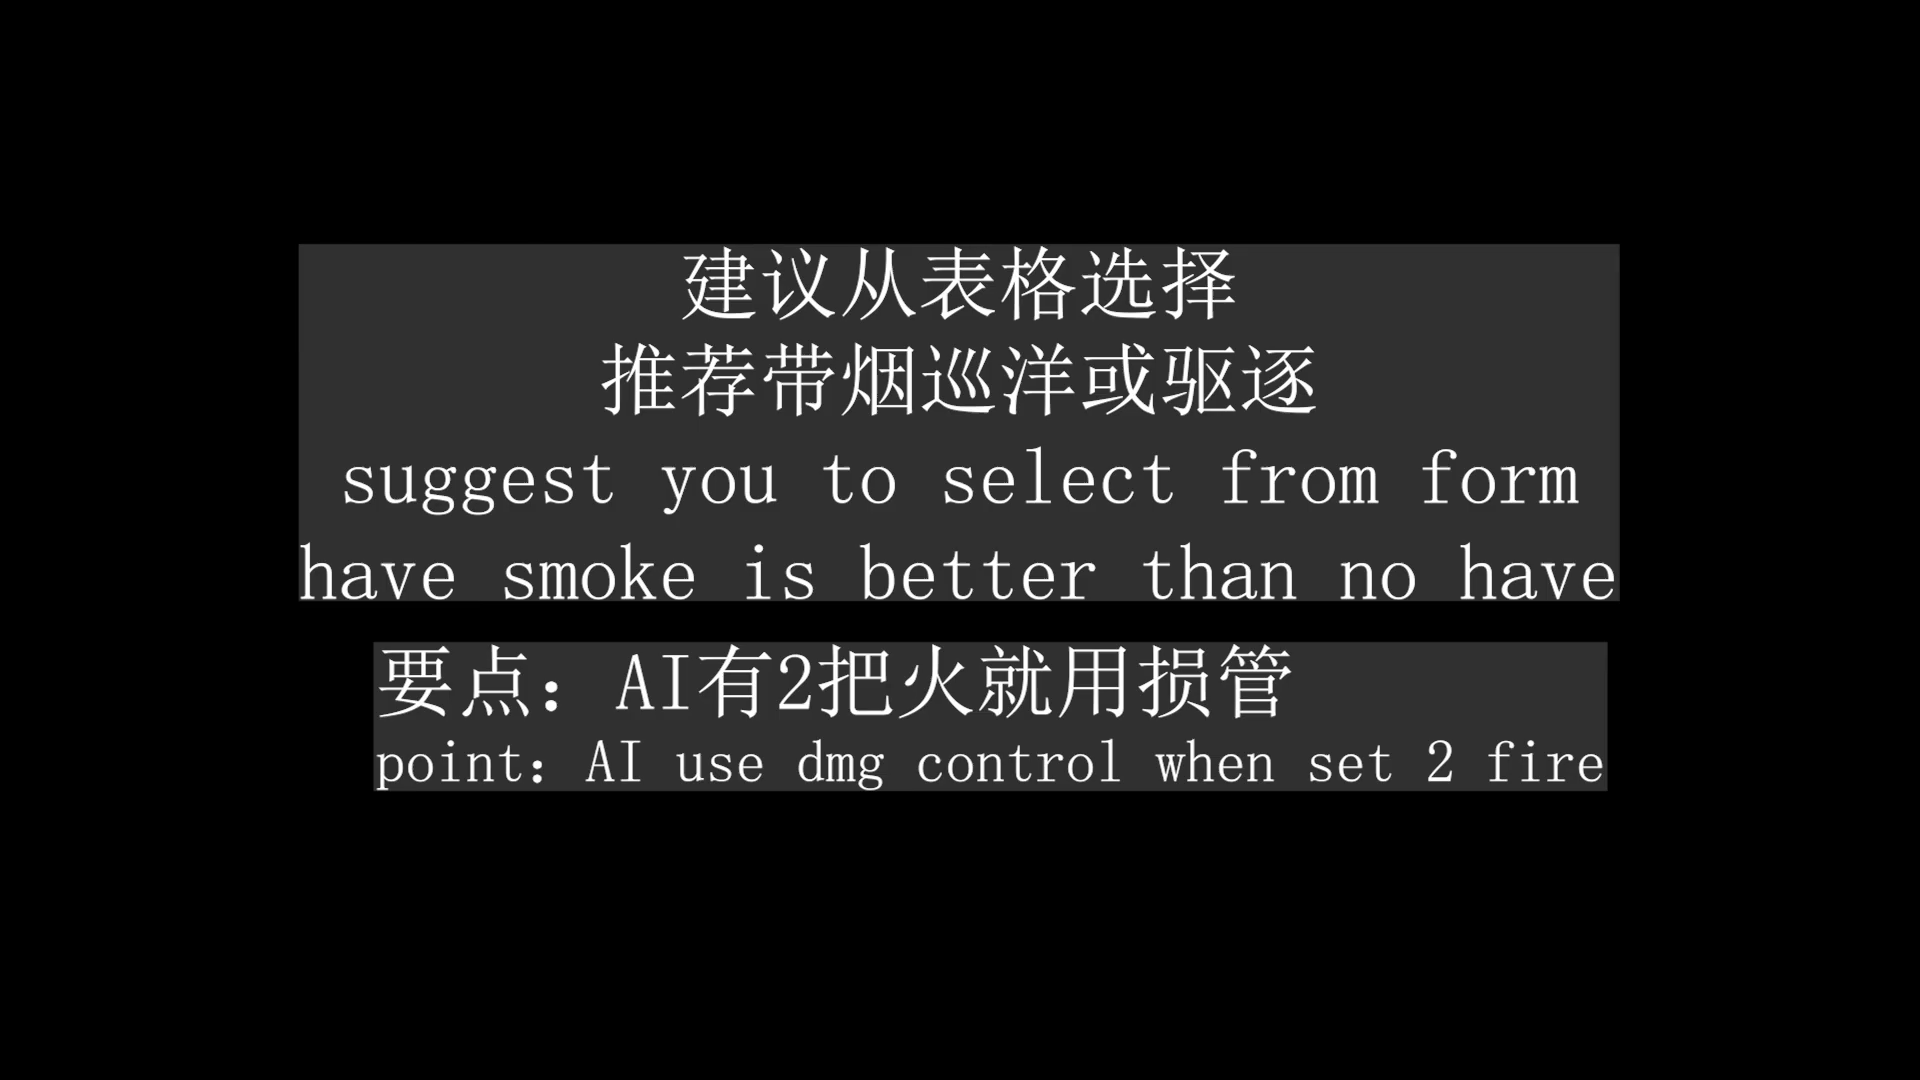 建议从表格选择
推荐带烟巡洋或驱逐
suggest you to select from form
have smoke is better than no have
要点：AI有2把火就用损管
point：AI use dmg control when set 2 fire